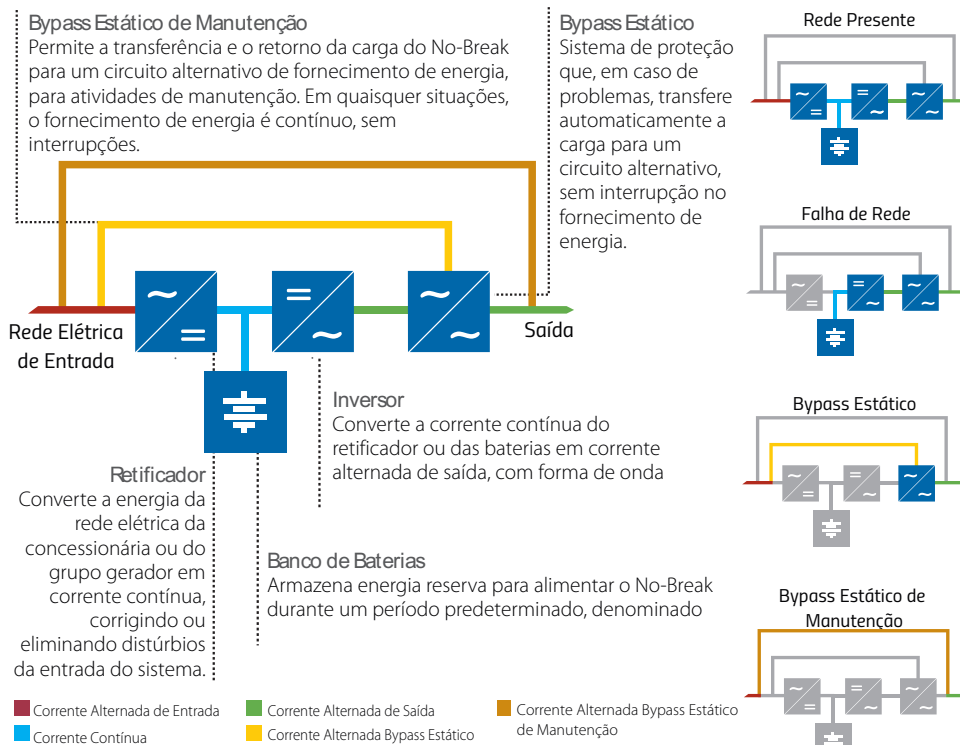 Bypass Estático de Manutenção
Permite a transferência e o retorno da carga do No-Break
para um circuito alternativo de fornecimento de energia,
para atividades de manutenção. Em quaisquer situações,
o fornecimento de energia é contínuo, sem
interrupções.
Bypass Estático
Sistema de proteção
que, em caso de
problemas, transfere
automaticamente a
carga para um
circuito alternativo,
sem interrupção no
fornecimento de
energia.
Rede Elétrica
de Entrada
Saída
Inversor
Converte a corrente contínua do
retificador ou das baterias em corrente
alternada de saída, com forma de onda
Retificador
Converte a energia da
rede elétrica da
concessionária ou do
grupo gerador em
corrente contínua,
corrigindo ou
eliminando distúrbios
da entrada do sistema.
Banco de Baterias
Armazena energia reserva para alimentar o No-Break
durante um período predeterminado, denominado
Rede Presente
Falha de Rede
Bypass Estático
Bypass Estático de
Manutenção
Corrente Alternada de Entrada
Corrente Contínua
Corrente Alternada de Saída
Corrente Alternada Bypass Estático
Corrente Alternada Bypass Estático
de Manutenção